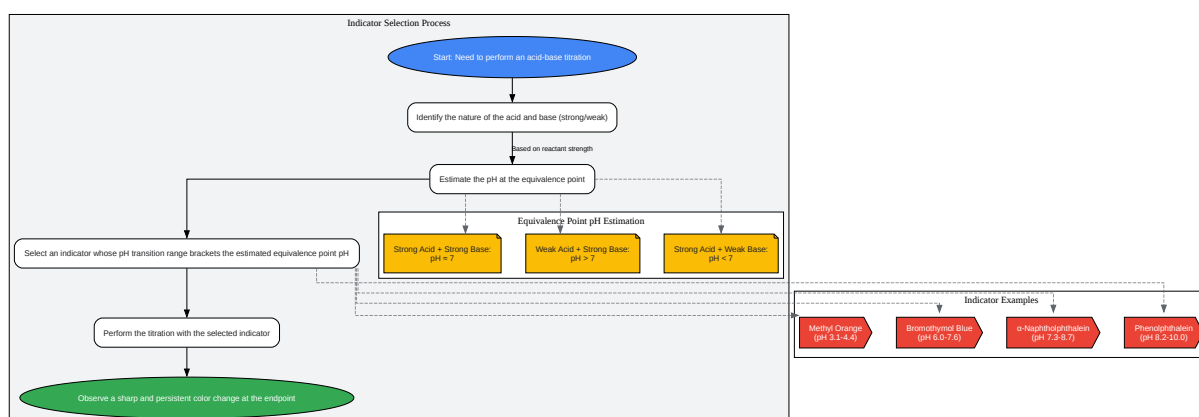 Indicator Selection Process
Start: Need to perform an acid-base titration
Identify the nature of the acid and base (strong/weak)
Based on reactant strength
Estimate the pH at the equivalence point
Equivalence Point pH Estimation
Strong Acid + Strong Base:
pH ≈ 7
Weak Acid + Strong Base:
pH > 7
Strong Acid + Weak Base:
pH < 7
Select an indicator whose pH transition range brackets the estimated equivalence point pH
Indicator Examples
Methyl Orange
(pH 3.1-4.4)
Bromothymol Blue
(pH 6.0-7.6)
α-Naphtholphthalein
(pH 7.3-8.7)
Phenolphthalein
(pH 8.2-10.0)
Perform the titration with the selected indicator
Observe a sharp and persistent color change at the endpoint